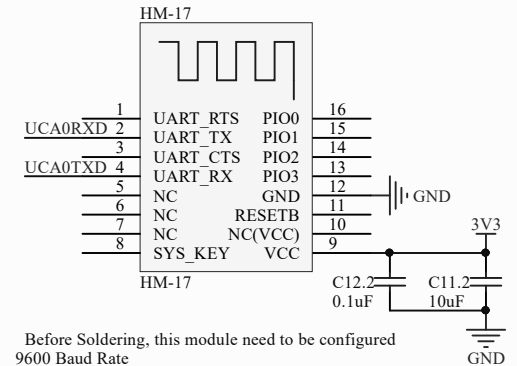 HM-17
1 UART_RTS PIO0 16
UCA0RXD 2 UART_TX PIO1 15
3 UART_CTS PIO2 14
UCA0TXD 4 UART_RX PIO3 13
5 NC GND 12 GND
6 NC RESETB 11
7 NC NC(VCC) 10
8 SYS_KEY VCC 9
3V3
HM-17
C12.2 C11.2
0.1uF 10uF
Before Soldering, this module need to be configured
9600 Baud Rate
GND